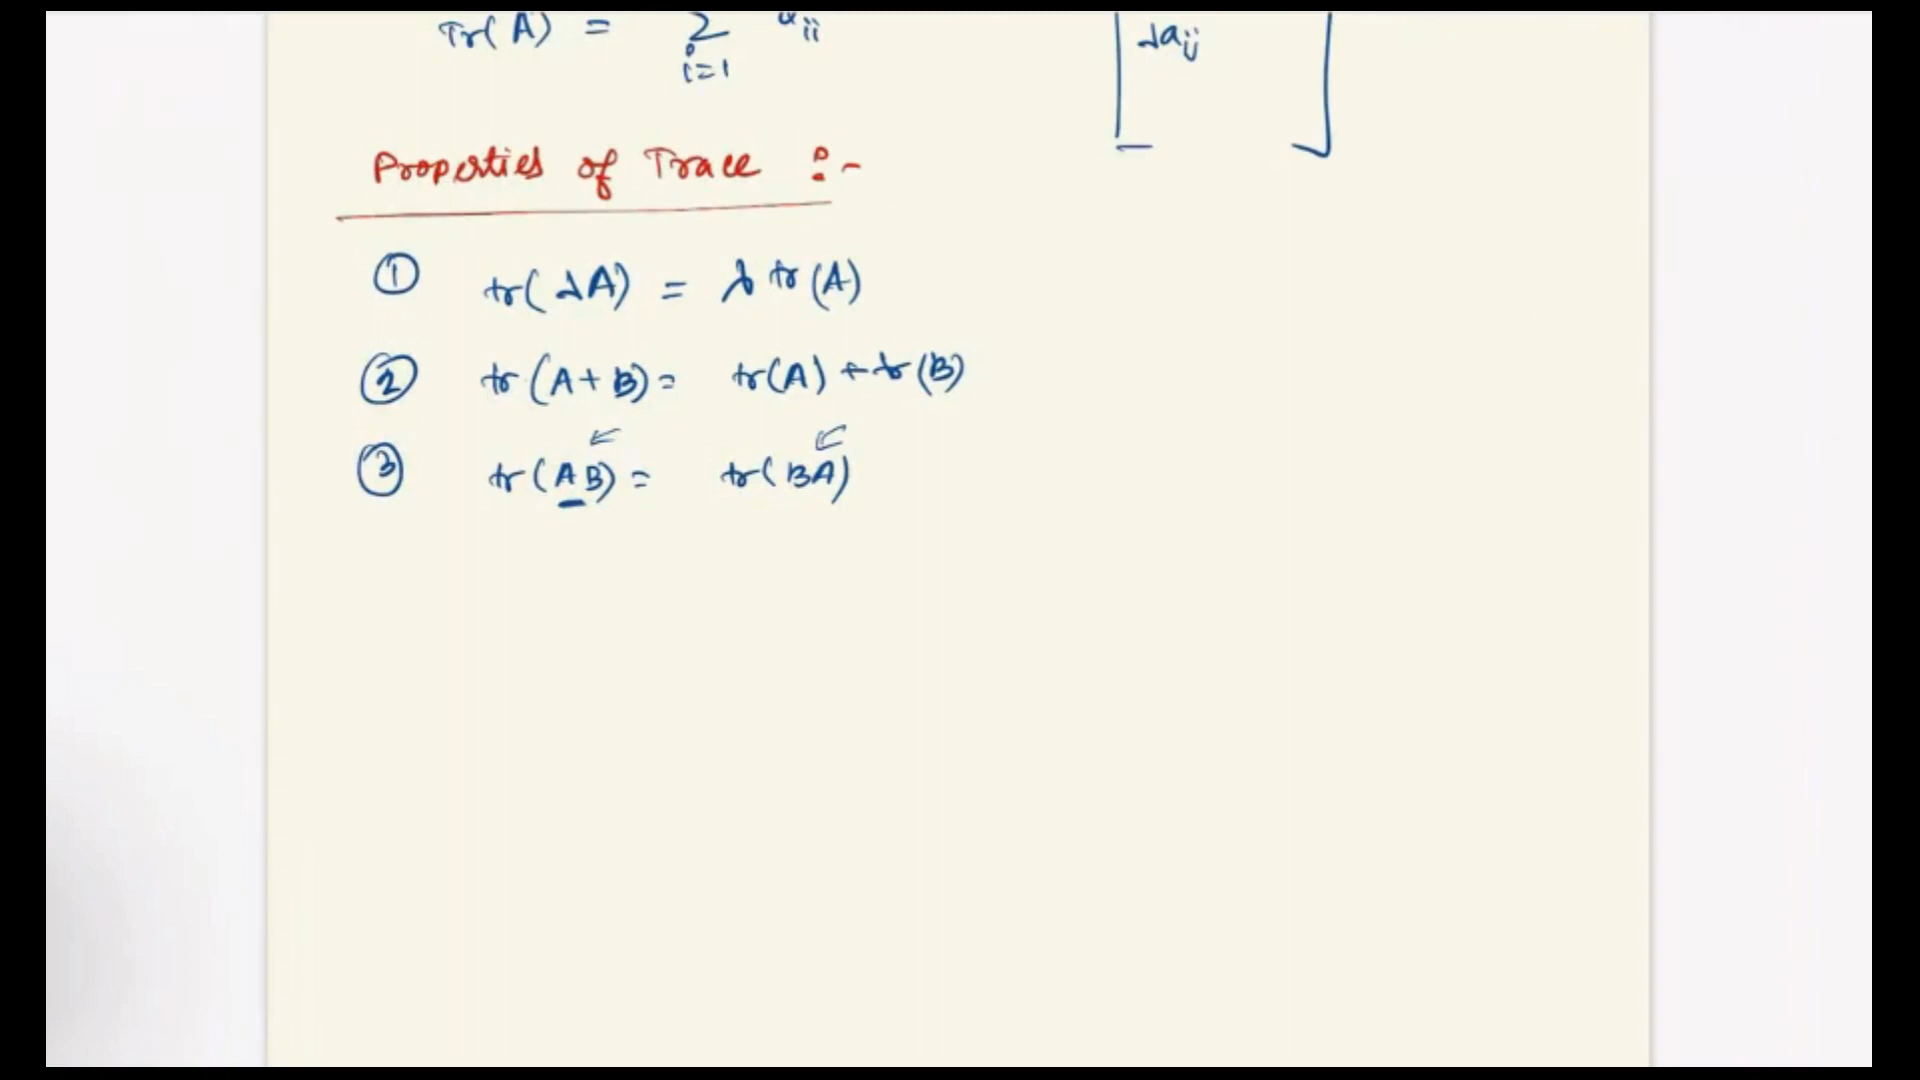 Tr(A) = Σ aii
i=1
λaij
Properties of Trace :-
① tr(λA) = λ tr(A)
② tr(A+B) = tr(A) + tr(B)
③ tr(AB) = tr(BA)